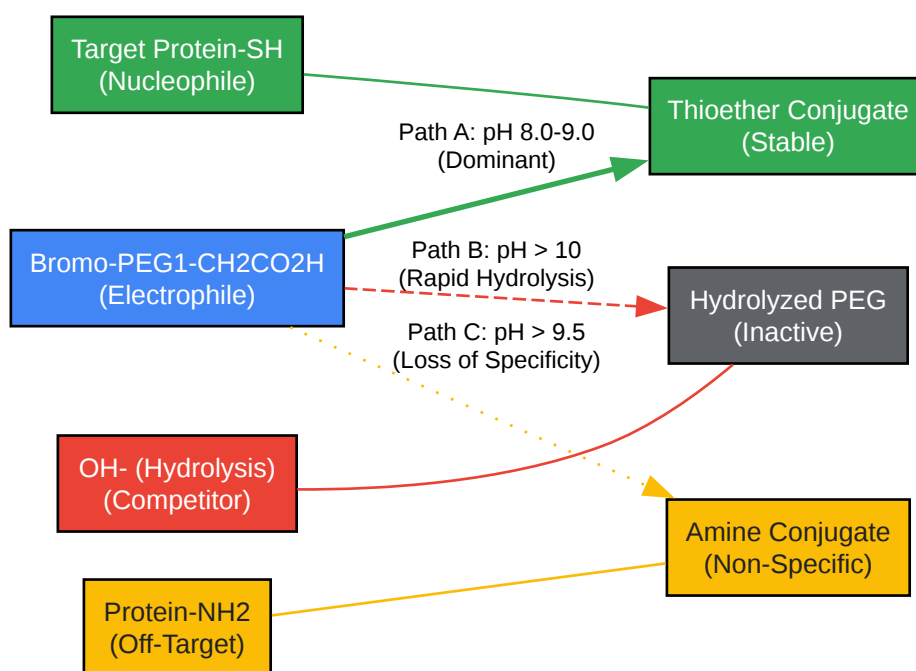 Target Protein-SH
(Nucleophile)
Thioether Conjugate
(Stable)
Path A: pH 8.0-9.0
(Dominant)
Bromo-PEG1-CH2CO2H
(Electrophile)
Path B: pH > 10
(Rapid Hydrolysis)
Hydrolyzed PEG
(Inactive)
Path C: pH > 9.5
(Loss of Specificity)
OH- (Hydrolysis)
(Competitor)
Amine Conjugate
(Non-Specific)
Protein-NH2
(Off-Target)